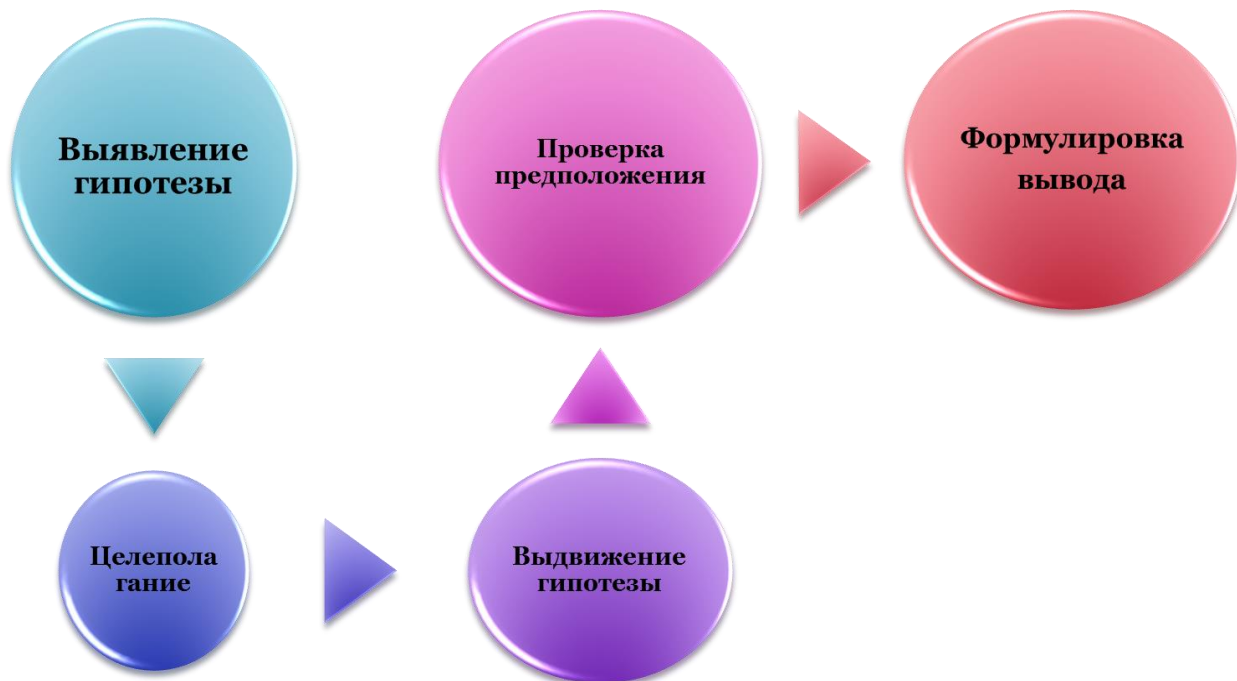 Выявление
гипотезы
Целепола
гание
Выдвижение
гипотезы
Проверка
предположения
Формулировка
вывода